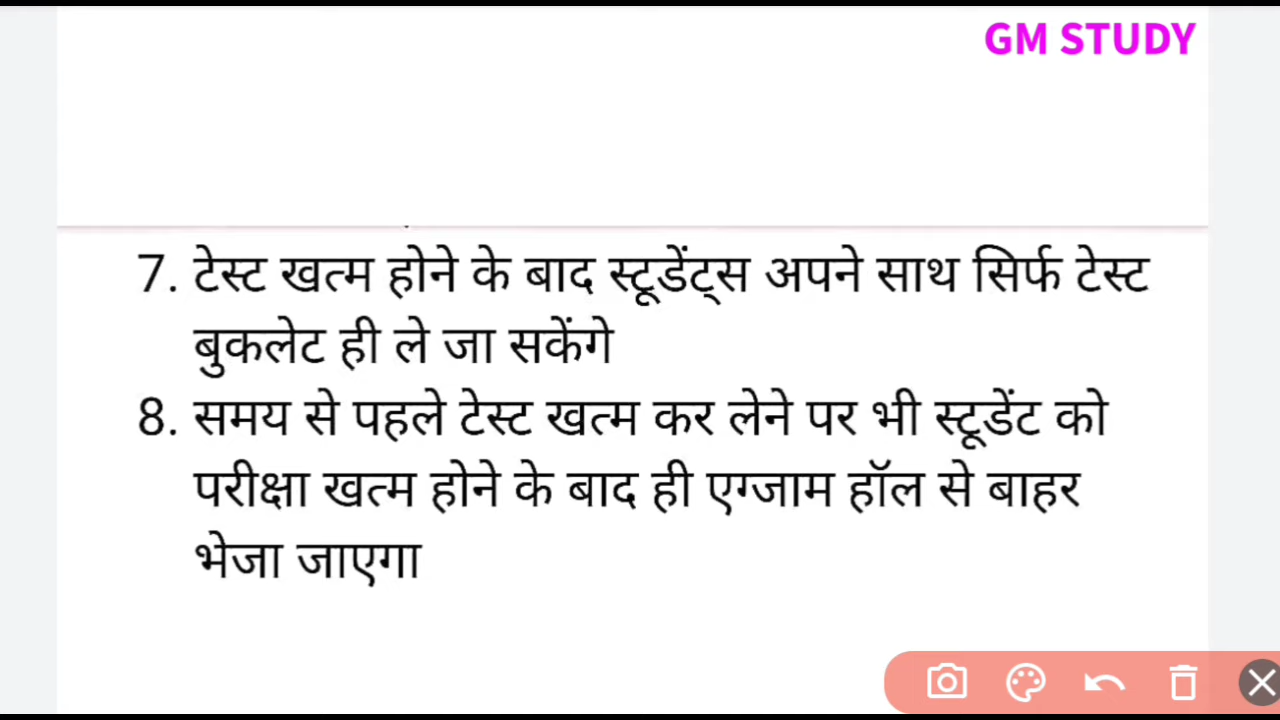 GM STUDY
7. टेस्ट खत्म होने के बाद स्टूडेंट्स अपने साथ सिर्फ टेस्ट
बुकलेट ही ले जा सकेंगे
8. समय से पहले टेस्ट खत्म कर लेने पर भी स्टूडेंट को
परीक्षा खत्म होने के बाद ही एग्जाम हॉल से बाहर
भेजा जाएगा